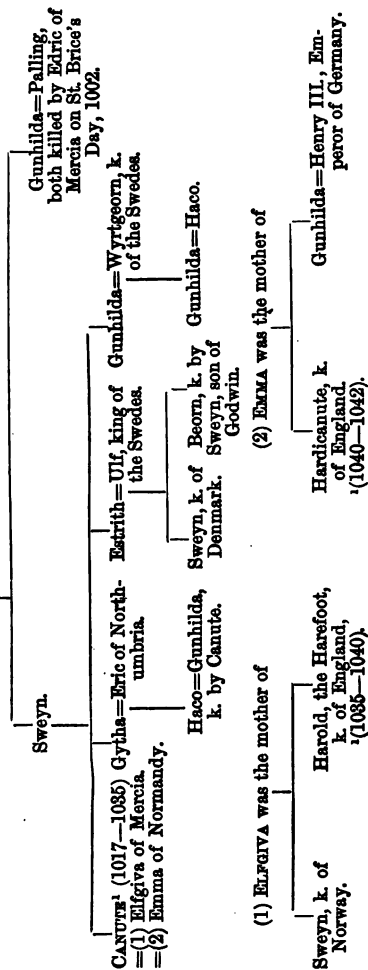 Sweyn.
Gunhilda=Palling,
both killed by Edric of
Mercia on St. Brice's
Day, 1002.
CANUTE¹ (1017—1035)
=(1) Elfgiva of Mercia.
=(2) Emma of Normandy.
Gytha=Eric of North-
umbria.
Estrith=Ulf, king of
the Swedes.
Gunhilda=Wyrtgeorn, k.
of the Swedes.
Haco=Gunhilda,
k. by Canute.
Sweyn, k. of
Denmark.
Beorn, k. by
Sweyn, son of
Godwin.
Gunhilda=Haco.
(1) ELFGIVA was the mother of
(2) EMMA was the mother of
Sweyn, k. of
Norway.
Harold, the Harefoot,
k. of England,
¹(1035—1040).
Hardicanute, k.
of England.
¹(1040—1042).
Gunhilda=Henry III., Em-
peror of Germany.